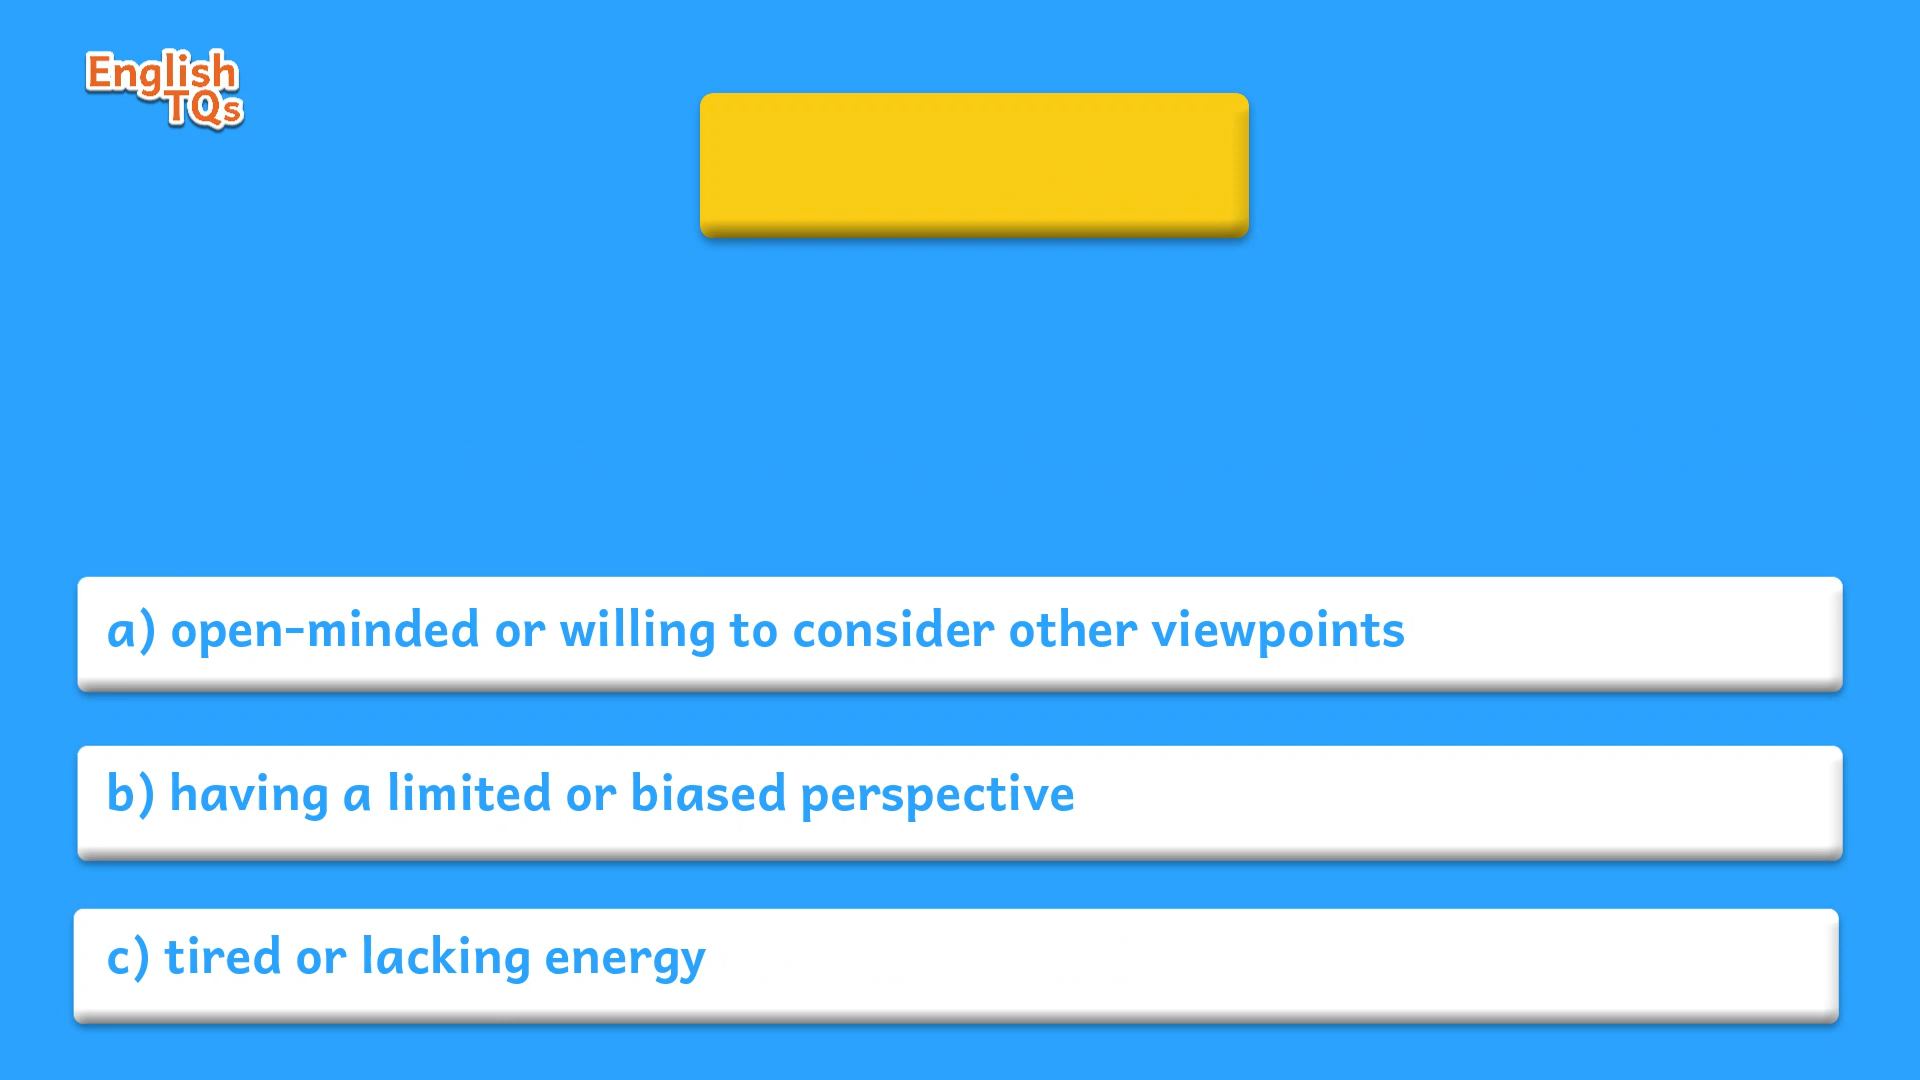 English
TQs
a) open-minded or willing to consider other viewpoints
b) having a limited or biased perspective
c) tired or lacking energy